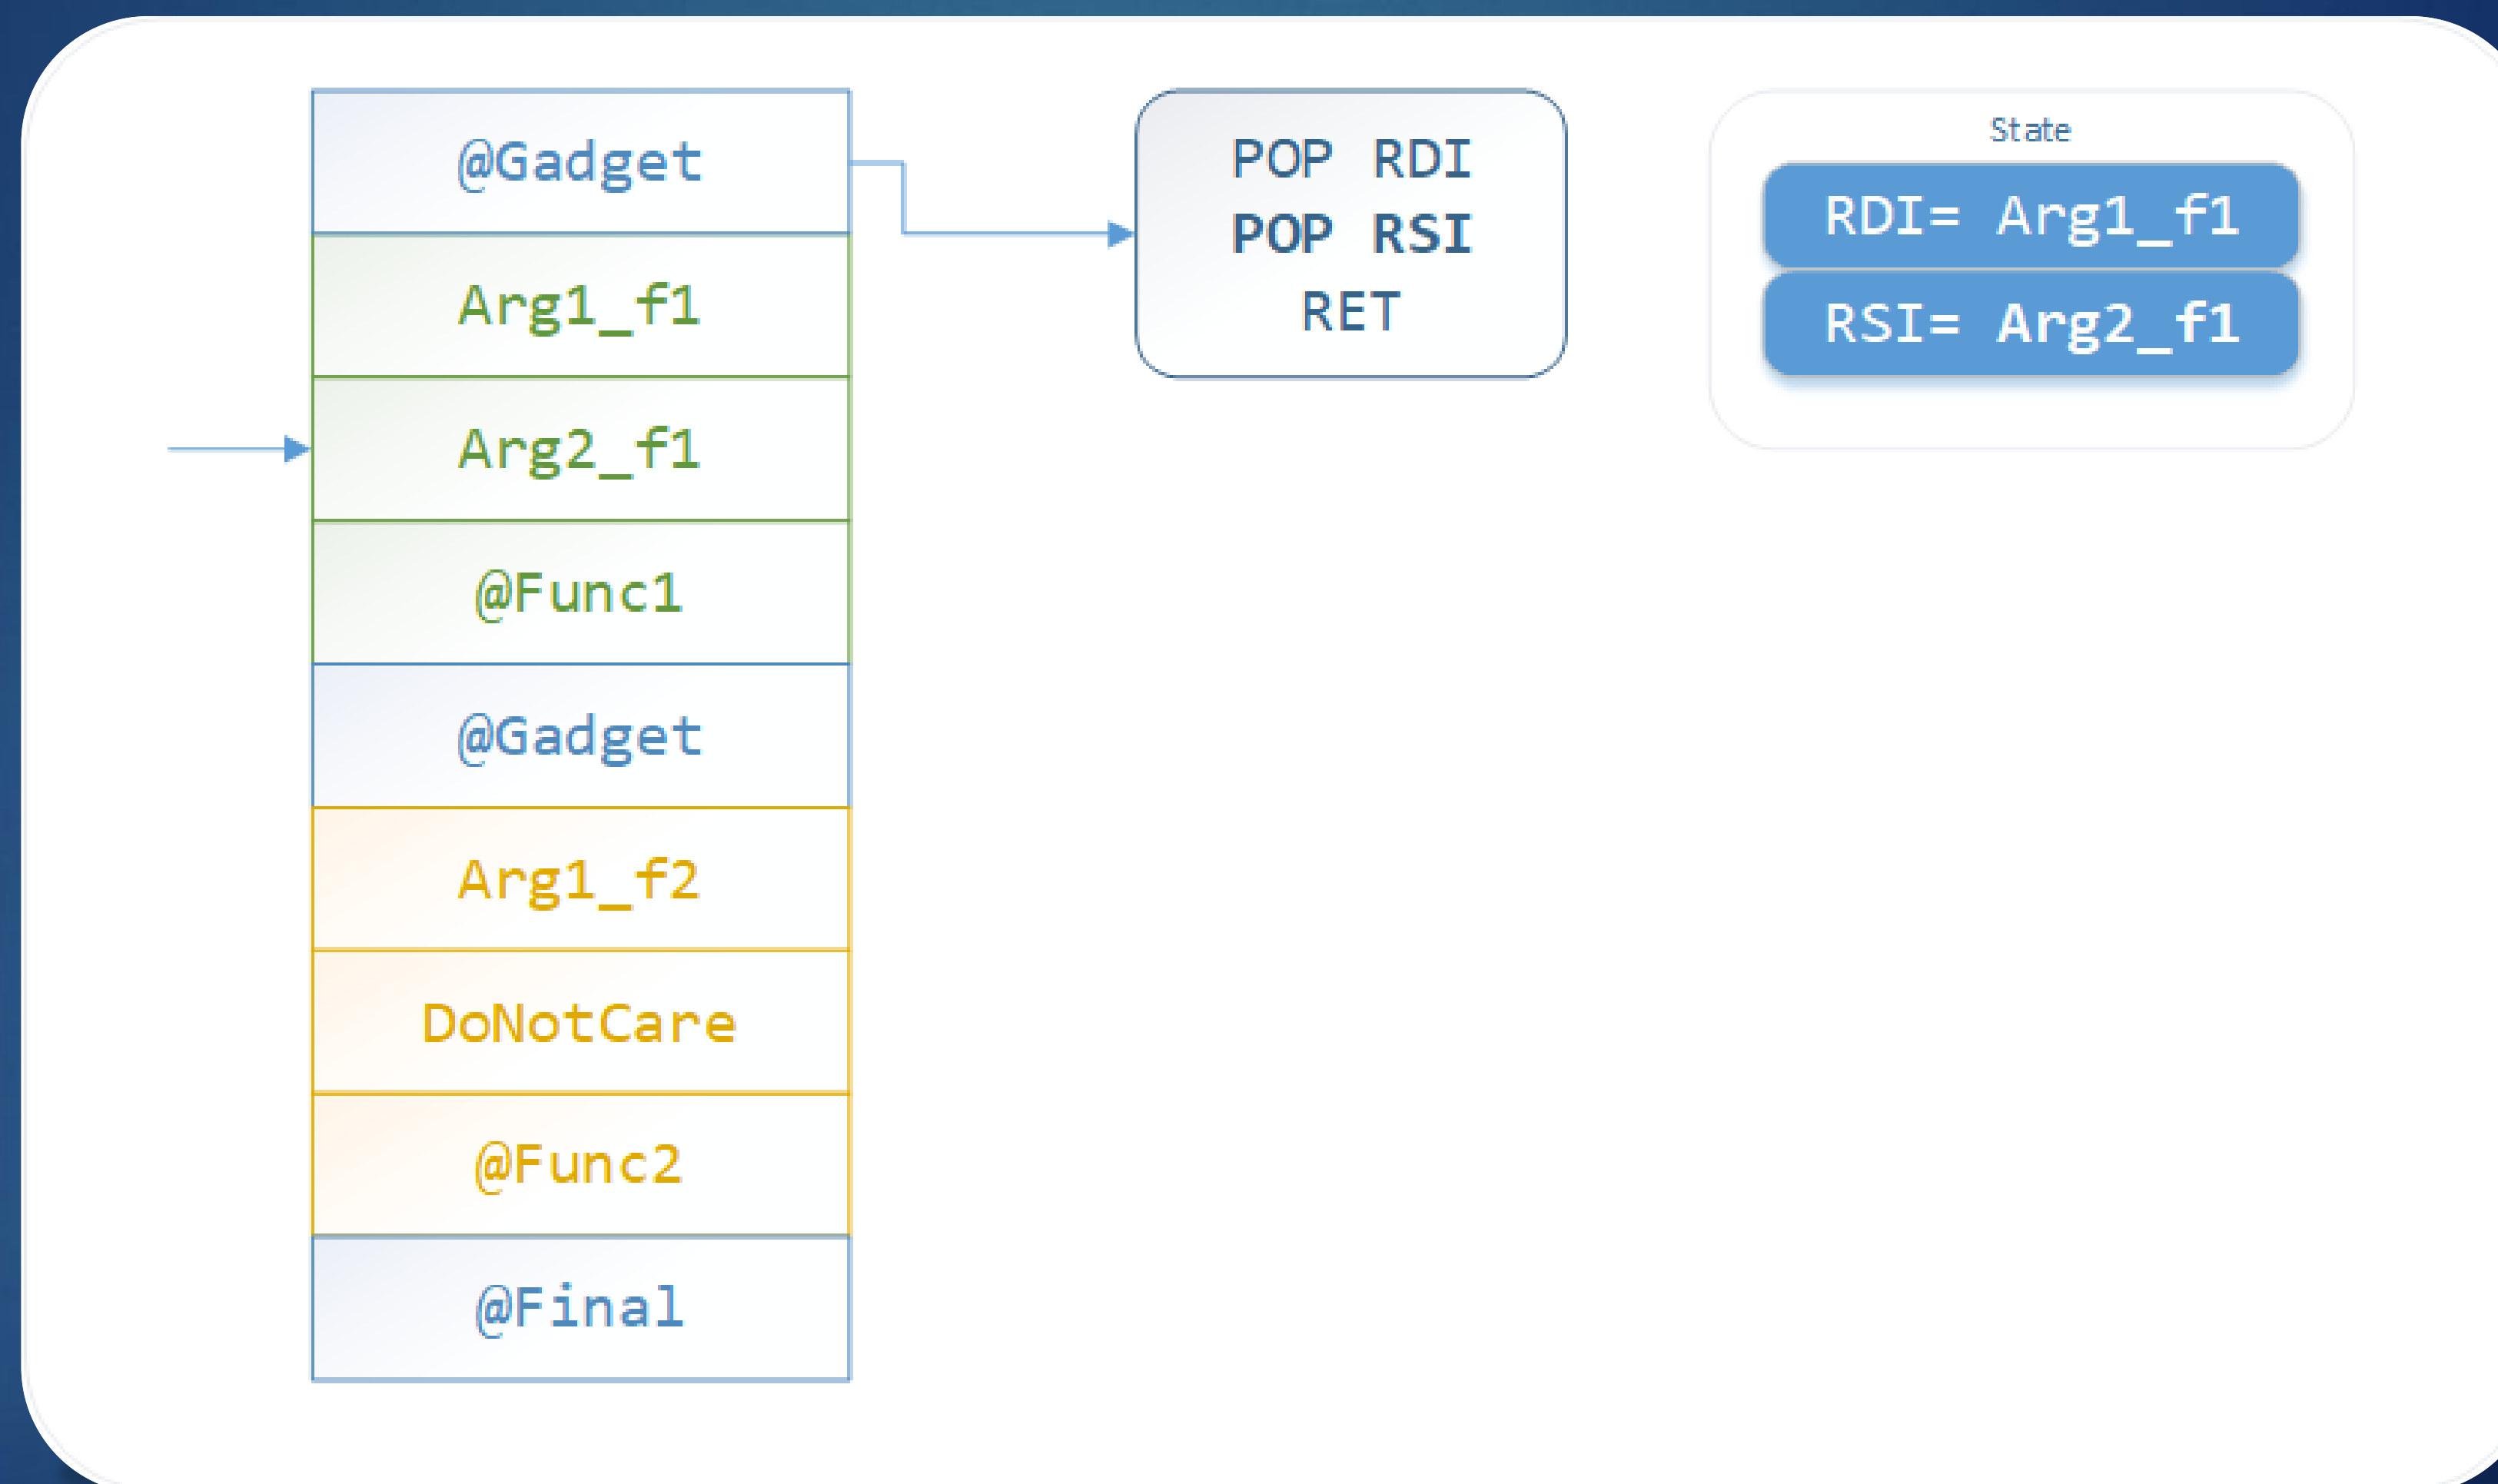 @Gadget
Arg1_f1
Arg2_f1
@Func1
@Gadget
Arg1_f2
DoNotCare
@Func2
@Final
POP RDI
POP RSI
RET
State
RDI= Arg1_f1
RSI= Arg2_f1